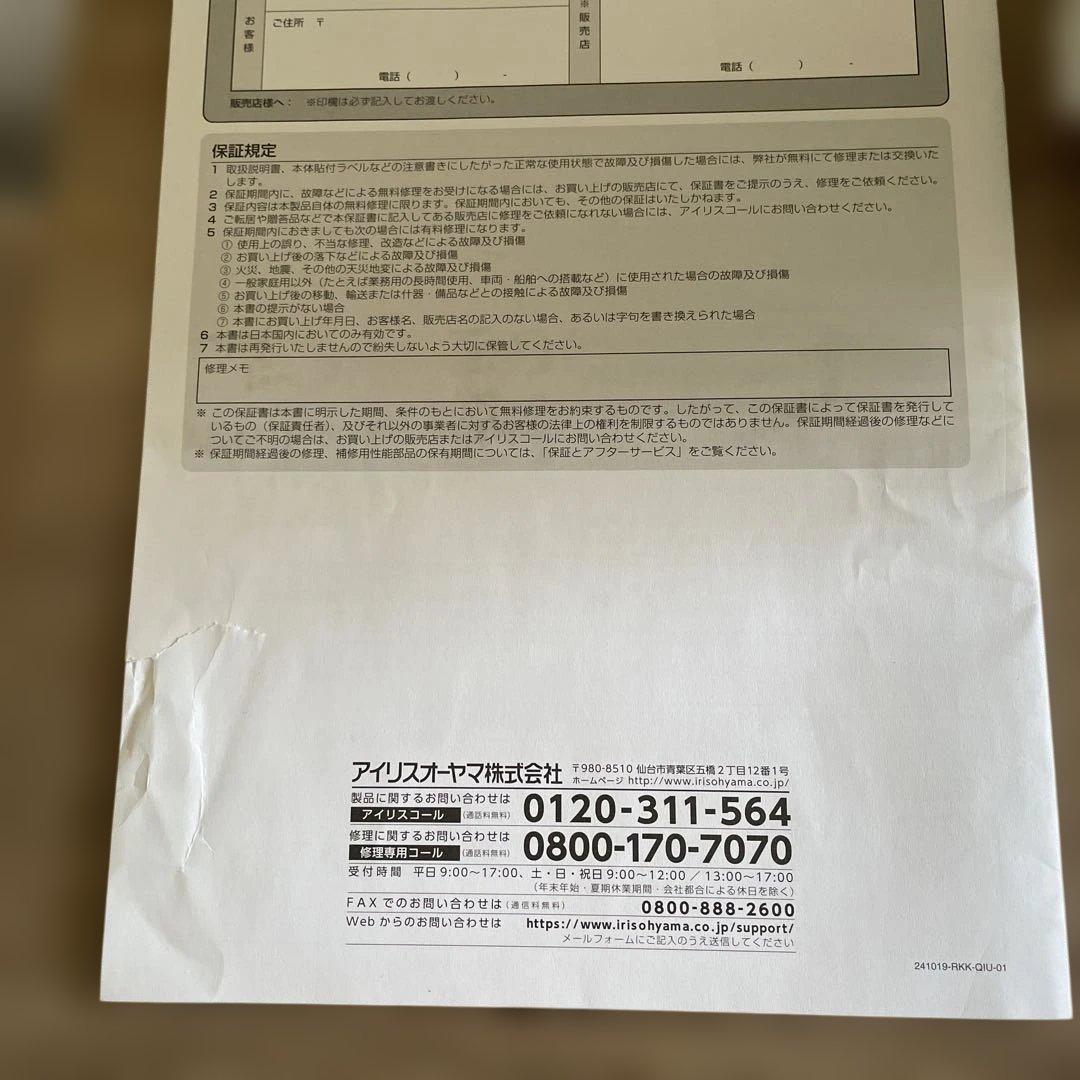 お客様
ご住所 〒
電話（　　）　-
※販売店
電話（　　）　-
販売店様へ： ※印欄は必ず記入してお渡しください。
保証規定
1 取扱説明書、本体貼付ラベルなどの注意書きにしたがった正常な使用状態で故障及び損傷した場合には、弊社が無料にて修理または交換いた
します。
2 保証期間内に、故障などによる無料修理をお受けになる場合には、お買い上げの販売店にて、保証書をご提示のうえ、修理をご依頼ください。
3 保証内容は本製品自体の無料修理に限ります。保証期間内においても、その他の保証はいたしかねます。
4 ご転居や贈答品などで本保証書に記入してある販売店に修理をご依頼になれない場合には、アイリスコールにお問い合わせください。
5 保証期間内におきましても次の場合には有料修理になります。
① 使用上の誤り、不当な修理、改造などによる故障及び損傷
② お買い上げ後の落下などによる故障及び損傷
③ 火災、地震、その他の天災地変による故障及び損傷
④ 一般家庭用以外（たとえば業務用の長時間使用、車両・船舶への搭載など）に使用された場合の故障及び損傷
⑤ お買い上げ後の移動、輸送または什器・備品などとの接触による故障及び損傷
⑥ 本書の提示がない場合
⑦ 本書にお買い上げ年月日、お客様名、販売店名の記入のない場合、あるいは字句を書き換えられた場合
6 本書は日本国内においてのみ有効です。
7 本書は再発行いたしませんので紛失しないよう大切に保管してください。
修理メモ
※ この保証書は本書に明示した期間、条件のもとにおいて無料修理をお約束するものです。したがって、この保証書によって保証書を発行して
いるもの（保証責任者）、及びそれ以外の事業者に対するお客様の法律上の権利を制限するものではありません。保証期間経過後の修理などに
ついてご不明の場合は、お買い上げの販売店またはアイリスコールにお問い合わせください。
※ 保証期間経過後の修理、補修用性能部品の保有期間については、「保証とアフターサービス」をご覧ください。
アイリスオーヤマ株式会社 〒980-8510 仙台市青葉区五橋2丁目12番1号
ホームページ http://www.irisohyama.co.jp/
製品に関するお問い合わせは
アイリスコール （通話料無料） 0120-311-564
修理に関するお問い合わせは
修理専用コール （通話料無料） 0800-170-7070
受付時間 平日9:00～17:00、土・日・祝日9:00～12:00／13:00～17:00
（年末年始・夏期休業期間・会社都合による休日を除く）
FAXでのお問い合わせは（通信料無料） 0800-888-2600
Webからのお問い合わせは https://www.irisohyama.co.jp/support/
メールフォームにご記入のうえ送信してください
241019-RKK-QIU-01